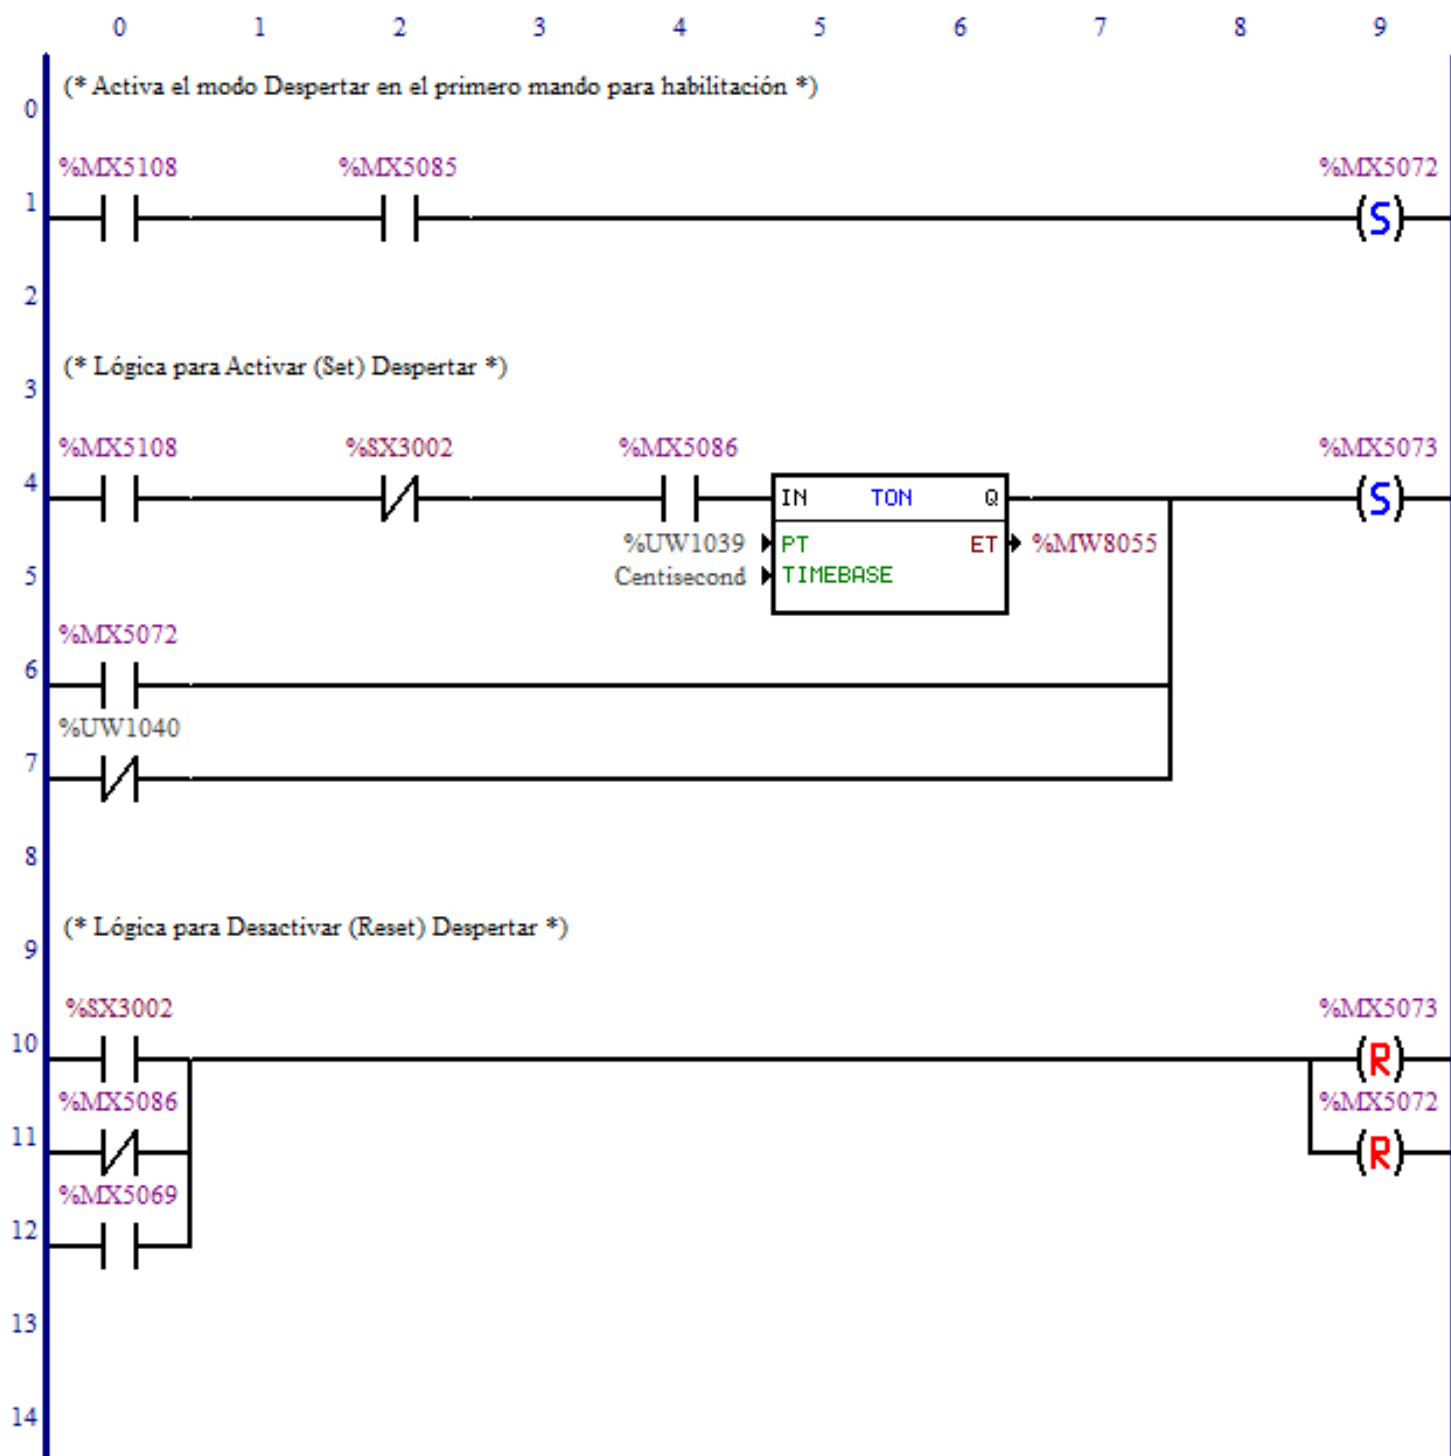 0 1 2 3 4 5 6 7 8 9
0 (* Activa el modo Despertar en el primero mando para habilitación *)
%MX5108 %MX5085 %MX5072
1 (S)
2
(* Lógica para Activar (Set) Despertar *)
3
%MX5108 %SX3002 %MX5086 %MX5073
4 IN TON Q (S)
%UW1039 PT ET %MW8055
5 Centisecond TIMEBASE
%MX5072
6
%UW1040
7
8
(* Lógica para Desactivar (Reset) Despertar *)
9
%SX3002 %MX5073
10 (R)
%MX5086 %MX5072
11 (R)
%MX5069
12
13
14